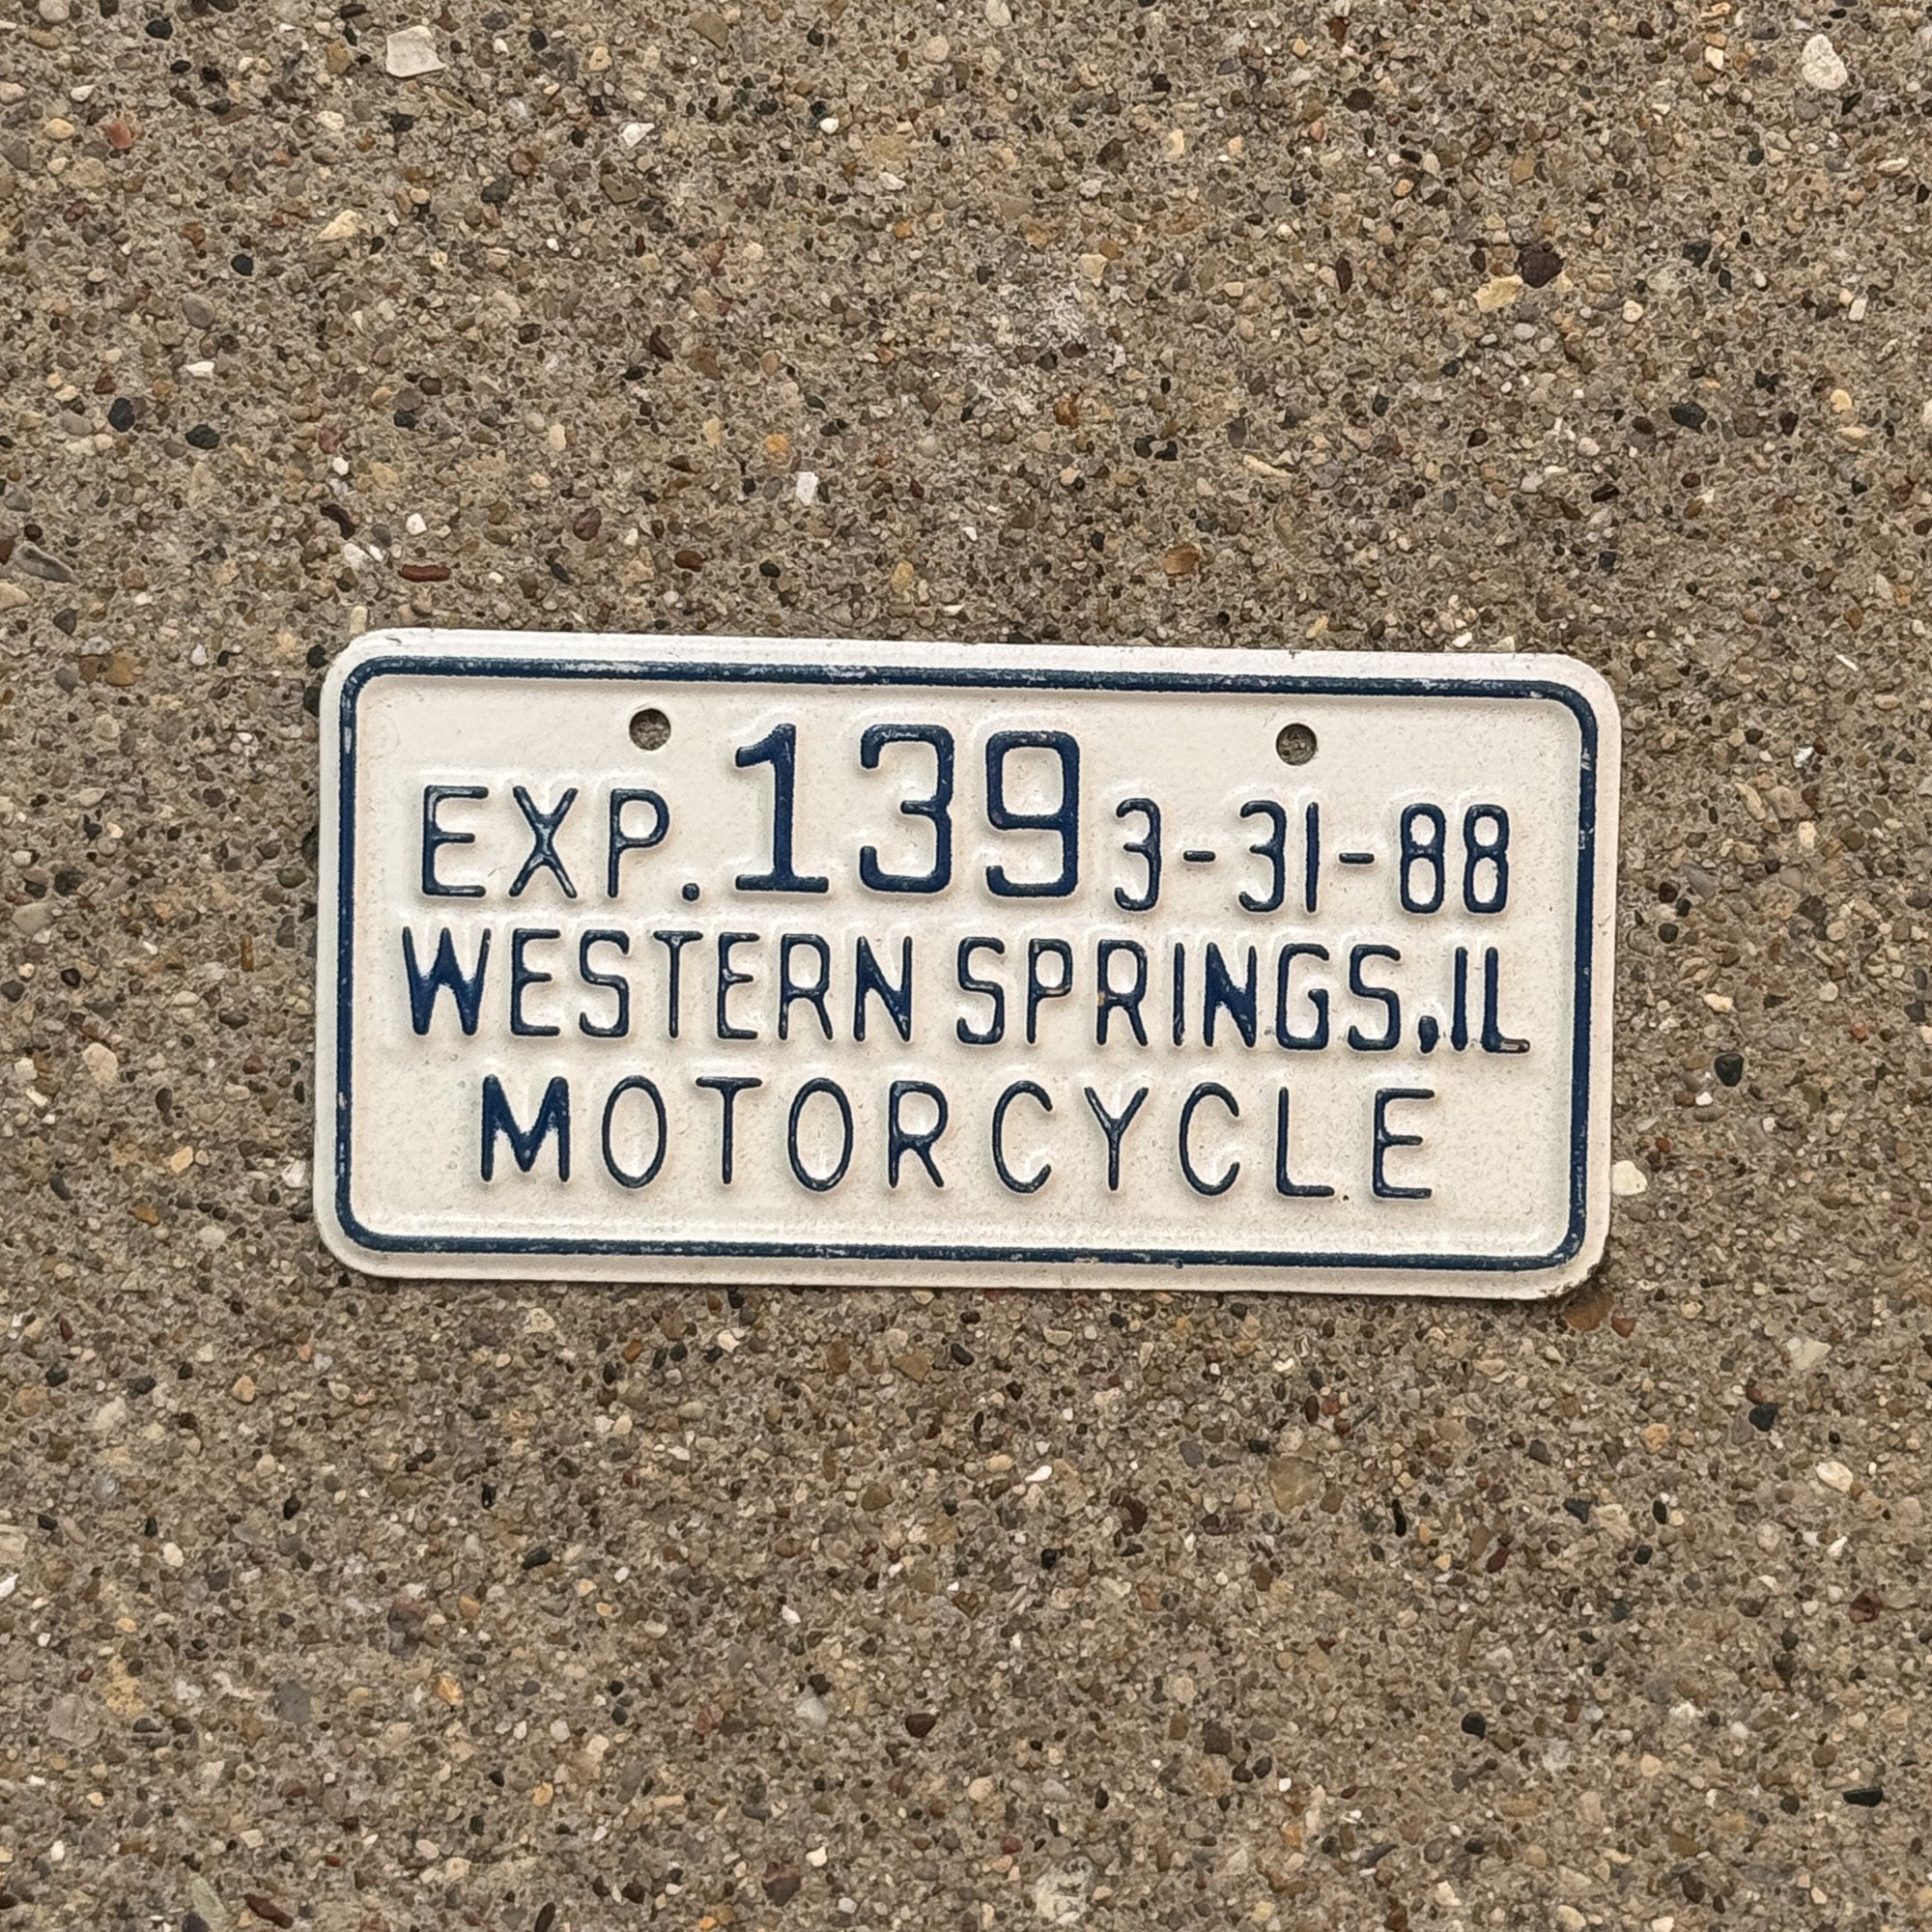 EXP. 139 3-31-88
WESTERN SPRINGS, IL
MOTORCYCLE